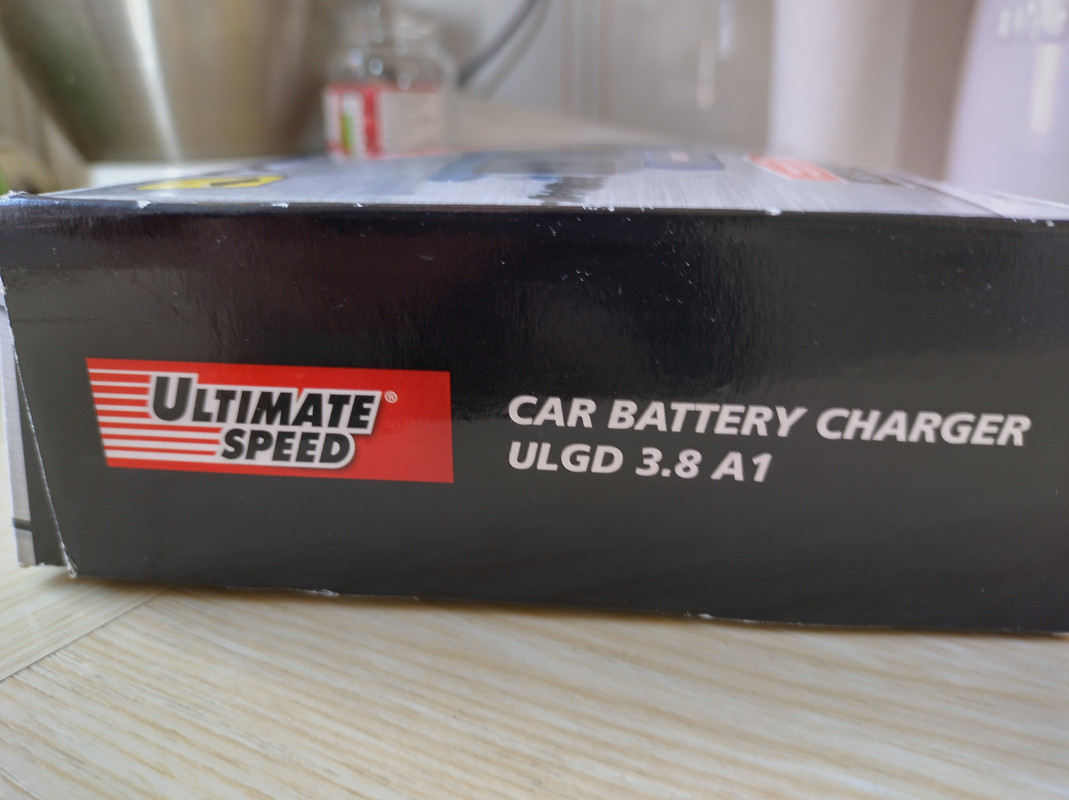 ULTIMATE®
SPEED
CAR BATTERY CHARGER
ULGD 3.8 A1